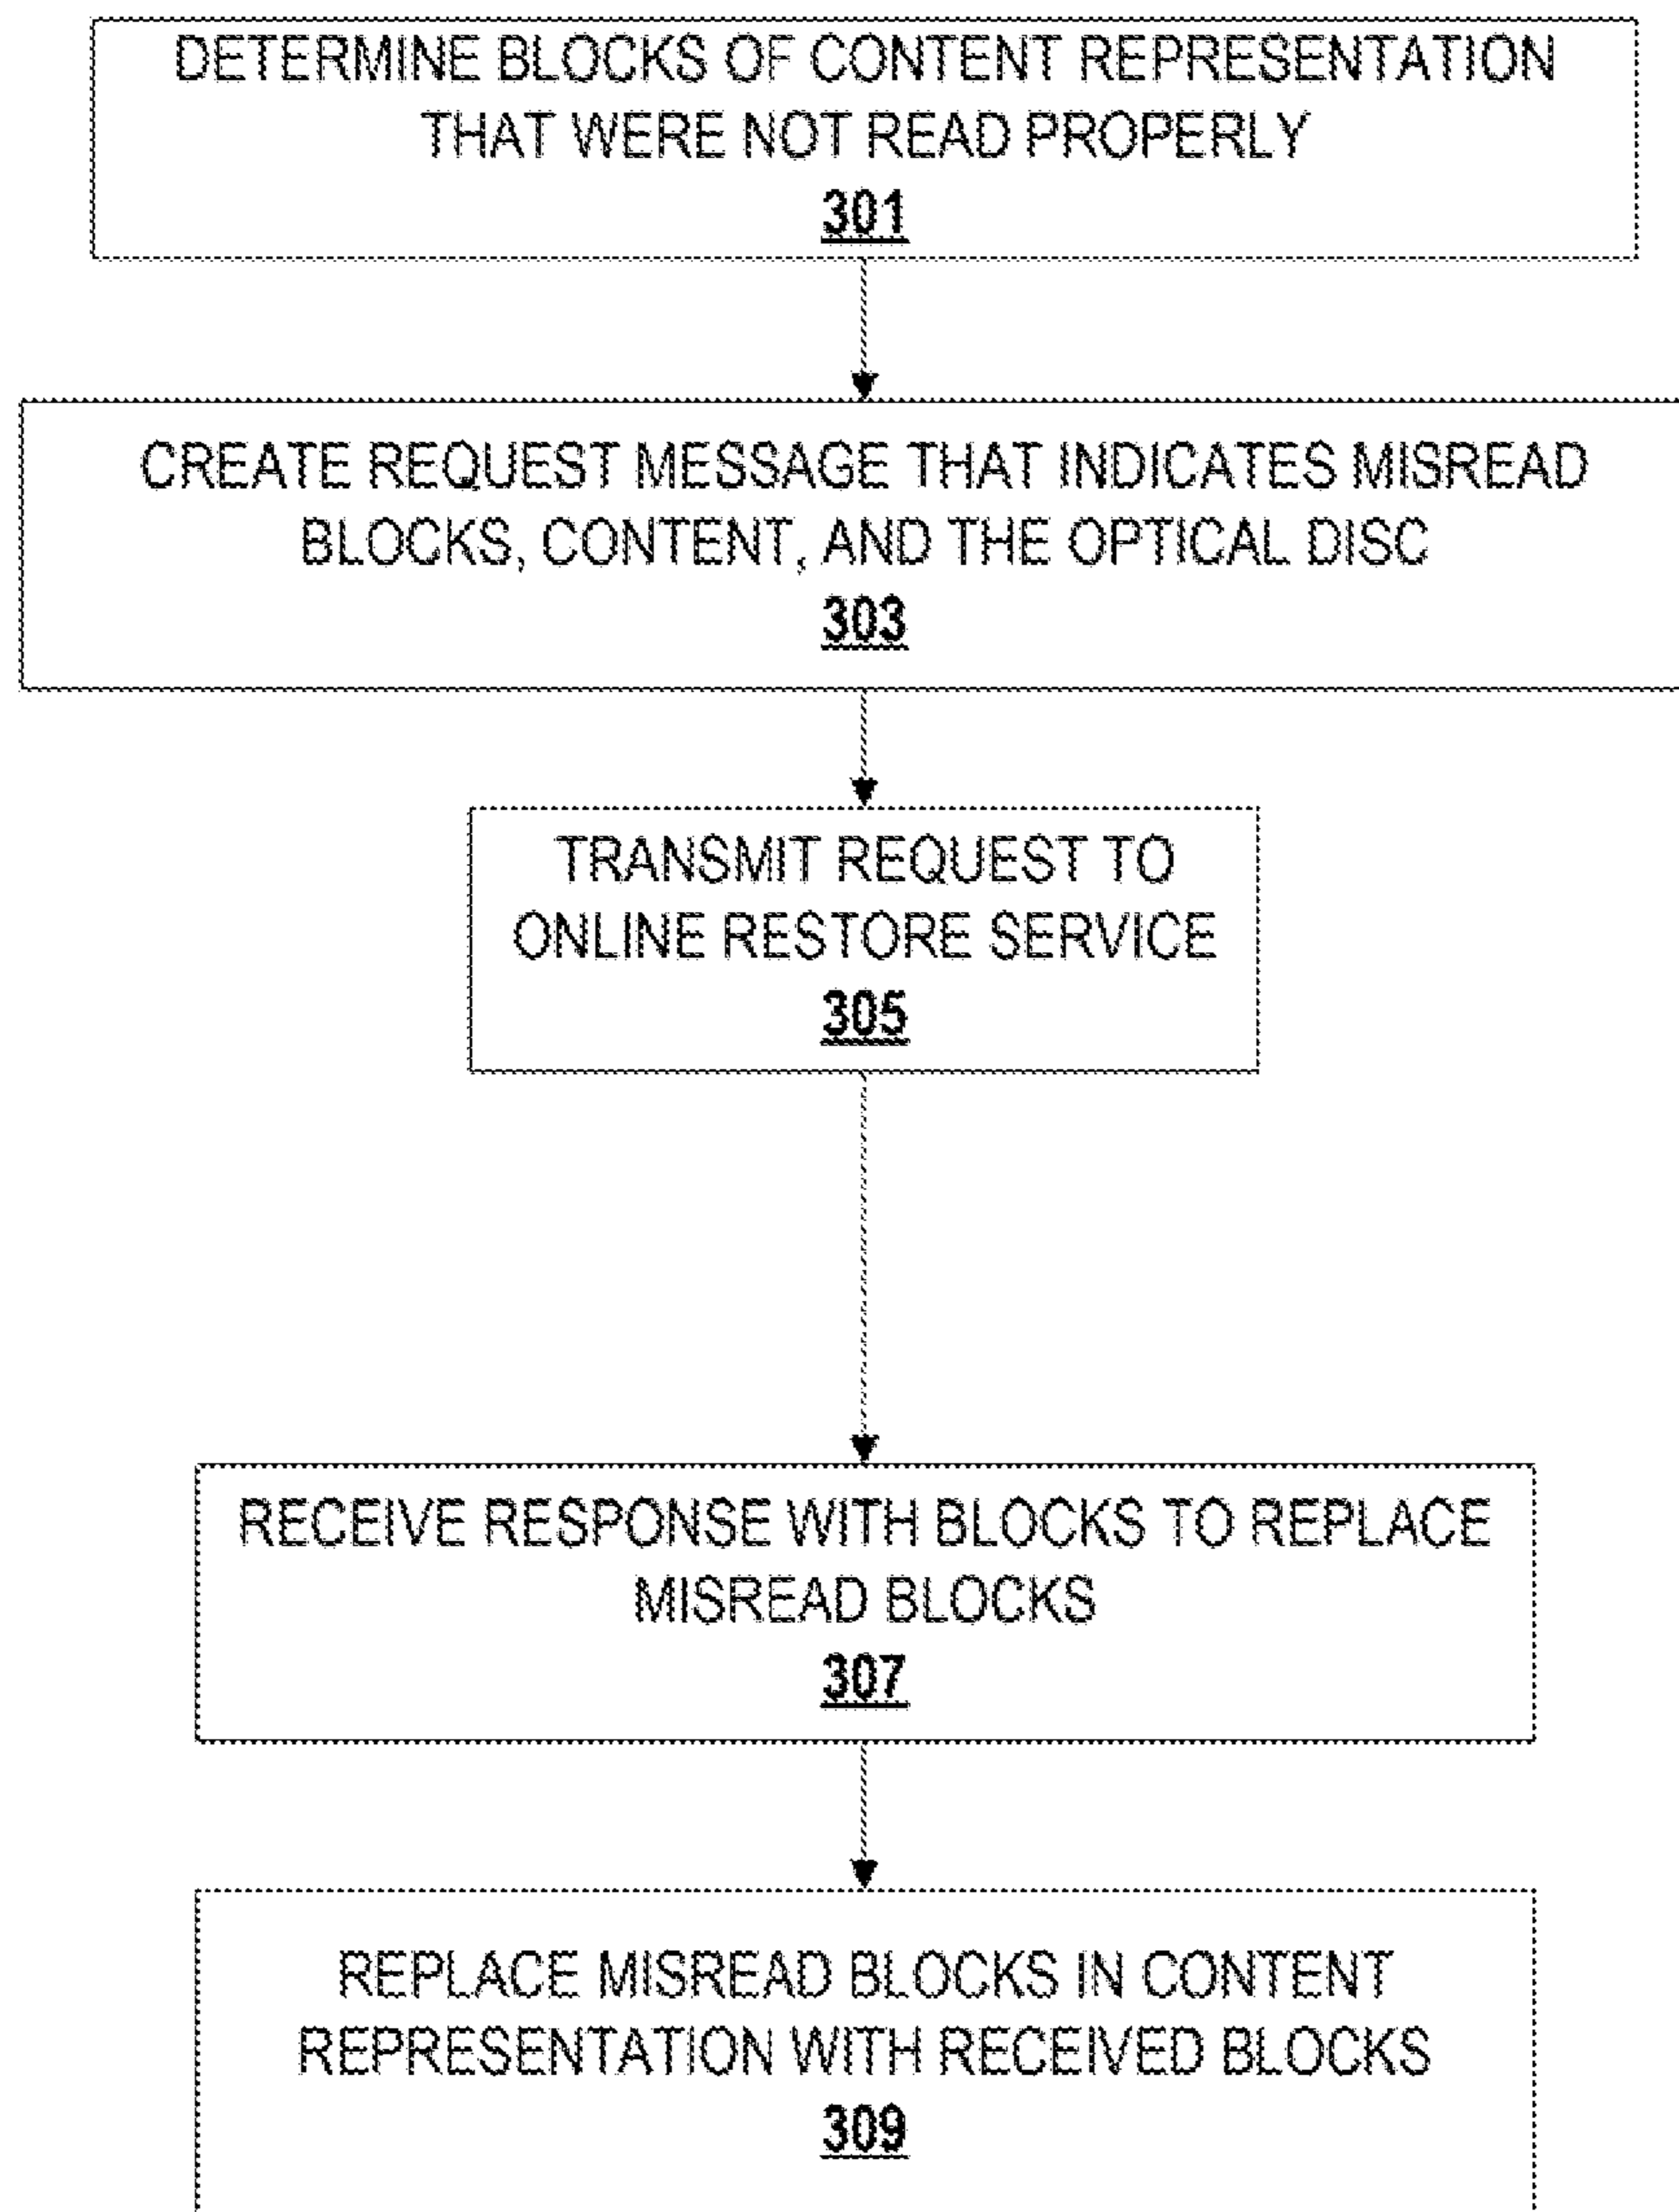 DETERMINE BLOCKS OF CONTENT REPRESENTATION
THAT WERE NOT READ PROPERLY
301
CREATE REQUEST MESSAGE THAT INDICATES MISREAD
BLOCKS, CONTENT, AND THE OPTICAL DISC
303
TRANSMIT REQUEST TO
ONLINE RESTORE SERVICE
305
RECEIVE RESPONSE WITH BLOCKS TO REPLACE
MISREAD BLOCKS
307
REPLACE MISREAD BLOCKS IN CONTENT
REPRESENTATION WITH RECEIVED BLOCKS
309